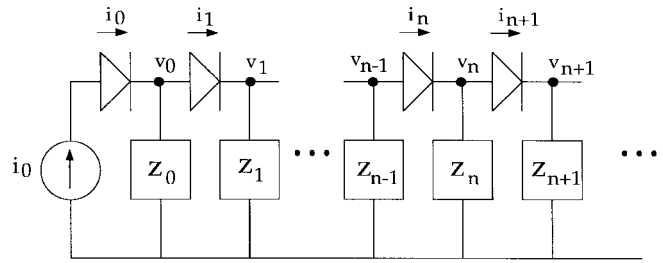 i0 i1 in in+1
v0 v1 vn-1 vn vn+1
i0 Z0 Z1 ••• Zn-1 Zn Zn+1 •••